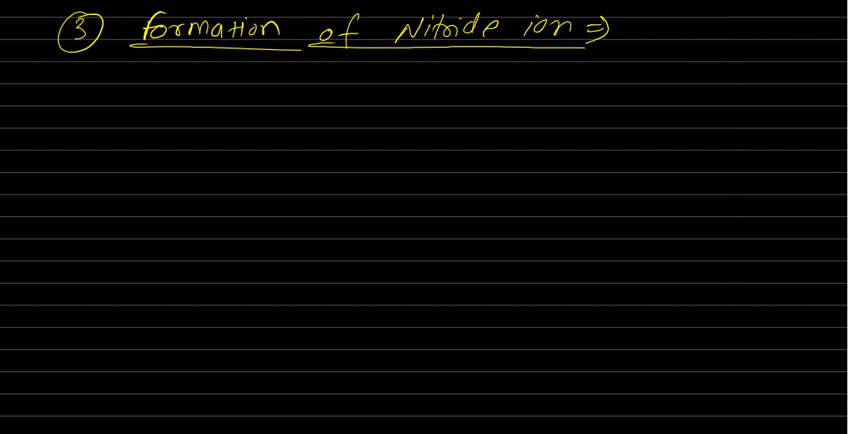 ③ formation of Nitride ion ⇒